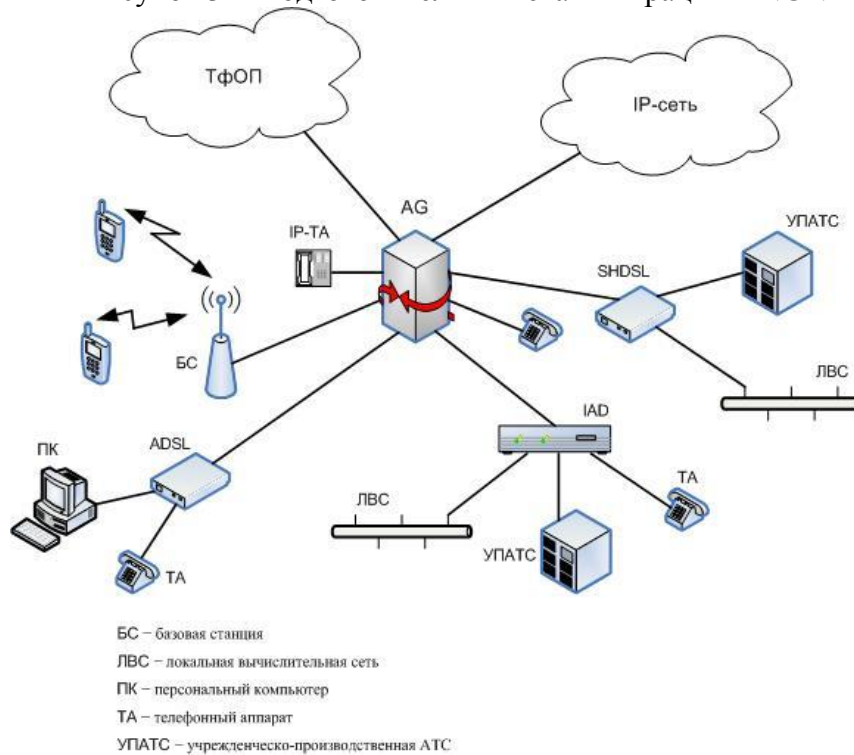 ТфОП
IP-сеть
AG
IP-ТА
УПАТС
SHDSL
БС
ЛВС
IAD
ADSL
ПК
ТА
ЛВС
УПАТС
ТА
БС – базовая станция
ЛВС – локальная вычислительная сеть
ПК – персональный компьютер
ТА – телефонный аппарат
УПАТС – учрежденческо-производственная АТС